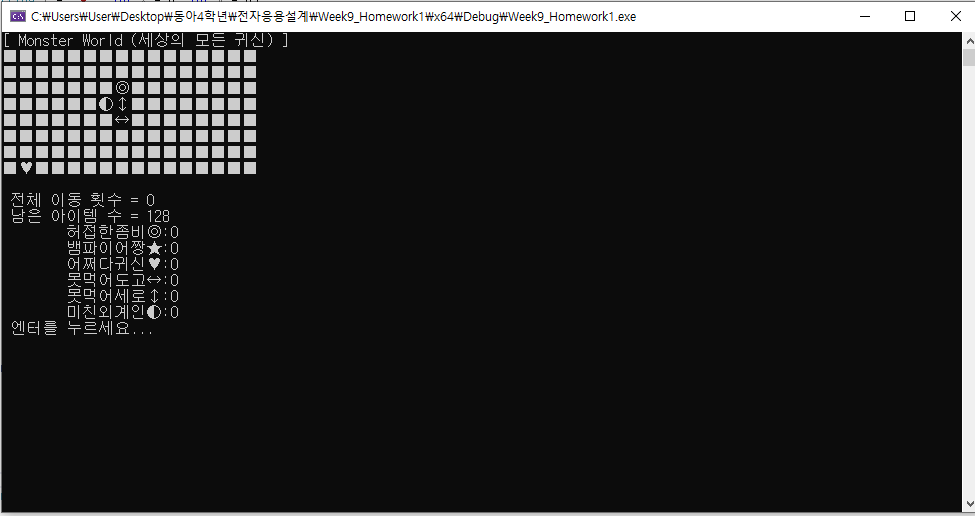 C:\Users\User\Desktop\동아4학년\전자응용설계\Week9_Homework1\x64\Debug\Week9_Homework1.exe
[ Monster World (세상의 모든 귀신) ]
■■■■■■■■■■■■■■■■
■■■■■■■■■■■■■■■■
■■■■■■■◎■■■■■■■■
■■■■■■◐↕■■■■■■■■
■■■■■■■↔■■■■■■■■
■■■■■■■■■■■■■■■■
■■■■■■■■■■■■■■■■
■♥■■■■■■■■■■■■■■
전체 이동 횟수 = 0
남은 아이템 수 = 128
허접한좀비◎:0
뱀파이어짱★:0
어쩌다귀신♥:0
못먹어도고↔:0
못먹어세로↕:0
미친외계인◐:0
엔터를 누르세요...